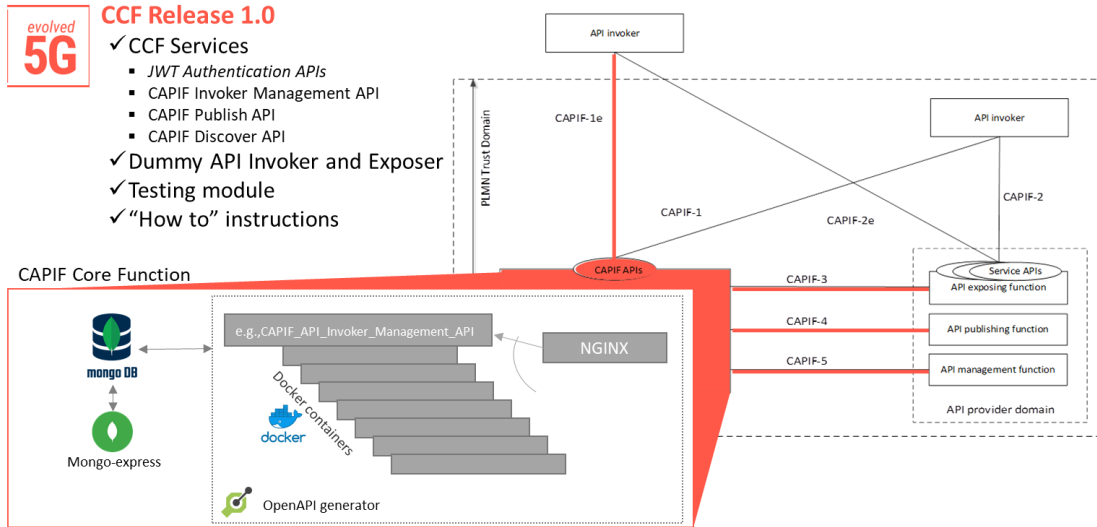 evolved
5G
CCF Release 1.0
✓CCF Services
▪ JWT Authentication APIs
▪ CAPIF Invoker Management API
▪ CAPIF Publish API
▪ CAPIF Discover API
✓Dummy API Invoker and Exposer
✓Testing module
✓“How to” instructions
API invoker
PLMN Trust Domain
CAPIF-1e
API invoker
CAPIF-1
CAPIF-2e
CAPIF-2
CAPIF APIs
Service APIs
CAPIF-3
API exposing function
CAPIF-4
API publishing function
CAPIF-5
API management function
API provider domain
CAPIF Core Function
mongo DB
Mongo-express
e.g.,CAPIF_API_Invoker_Management_API
NGINX
Docker containers
docker
OpenAPI generator